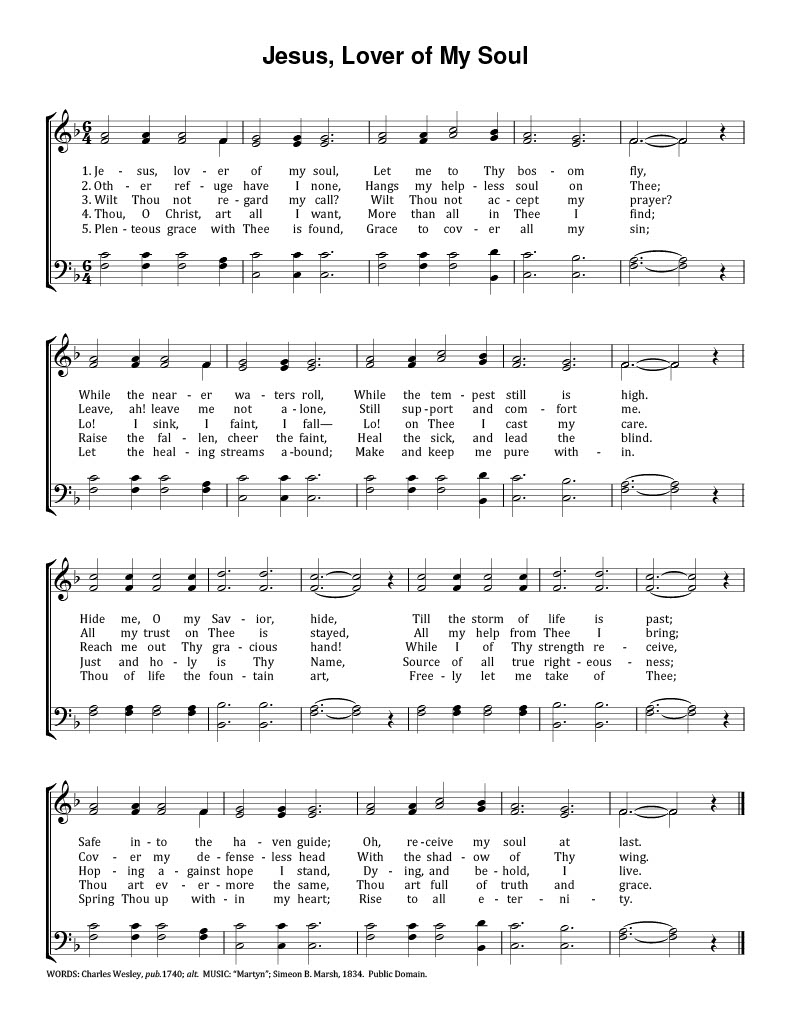 Jesus, Lover of My Soul
6 4
1. Je - sus, lov - er of my soul, Let me to Thy bos - om fly,
2. Oth - er ref - uge have I none, Hangs my help - less soul on Thee;
3. Wilt Thou not re - gard my call? Wilt Thou not ac - cept my prayer?
4. Thou, O Christ, art all I want, More than all in Thee I find;
5. Plen - teous grace with Thee is found, Grace to cov - er all my sin;
6 4
While the near - er wa - ters roll, While the tem - pest still is high.
Leave, ah! leave me not a - lone, Still sup - port and com - fort me.
Lo! I sink, I faint, I fall— Lo! on Thee I cast my care.
Raise the fal - len, cheer the faint, Heal the sick, and lead the blind.
Let the heal - ing streams a - bound; Make and keep me pure with - in.
Hide me, O my Sav - ior, hide, Till the storm of life is past;
All my trust on Thee is stayed, All my help from Thee I bring;
Reach me out Thy gra - cious hand! While I of Thy strength re - ceive,
Just and ho - ly is Thy Name, Source of all true right - eous - ness;
Thou of life the foun - tain art, Free - ly let me take of Thee;
Safe in - to the ha - ven guide; Oh, re - ceive my soul at last.
Cov - er my de - fense - less head With the shad - ow of Thy wing.
Hop - ing a - gainst hope I stand, Dy - ing, and be - hold, I live.
Thou art ev - er - more the same, Thou art full of truth and grace.
Spring Thou up with - in my heart; Rise to all e - ter - ni - ty.
WORDS: Charles Wesley, pub.1740; alt. MUSIC: “Martyn”; Simeon B. Marsh, 1834. Public Domain.